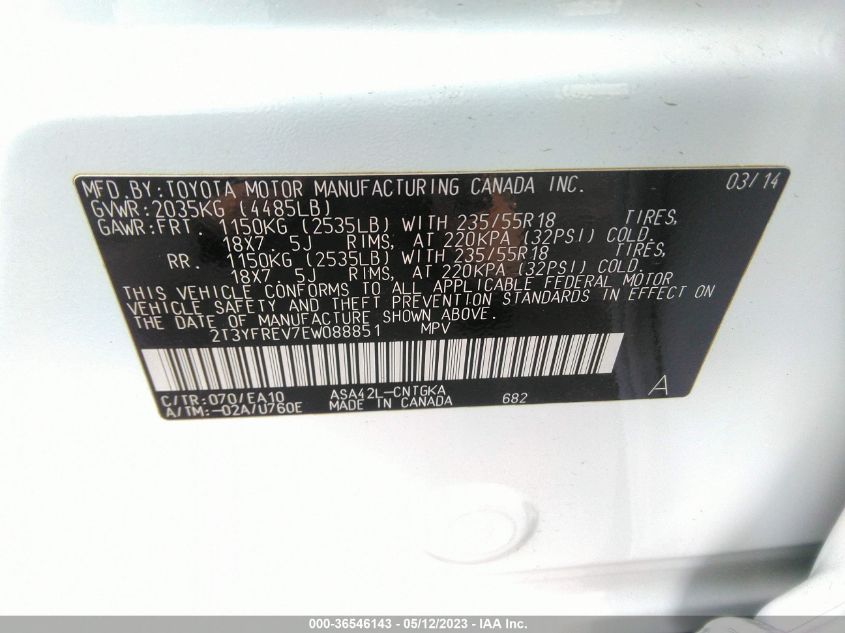 MFD.BY:TOYOTA MOTOR MANUFACTURING CANADA INC. 03/14
GVWR:2035KG (4485LB)
GAWR:FRT. 1150KG (2535LB) WITH 235/55R18 TIRES,
18X7.5J RIMS, AT 220KPA (32PSI) COLD.
RR. 1150KG (2535LB) WITH 235/55R18 TIRES,
18X7.5J RIMS, AT 220KPA (32PSI) COLD.
THIS VEHICLE CONFORMS TO ALL APPLICABLE FEDERAL MOTOR
VEHICLE SAFETY AND THEFT PREVENTION STANDARDS IN EFFECT ON
THE DATE OF MANUFACTURE SHOWN ABOVE.
2T3YFREV7EW088851 MPV
C/TR:070/EA10 ASA42L-CNTGKA
A/TM:-02A/U760E MADE IN CANADA 682 A
000-36546143 - 05/12/2023 - IAA Inc.